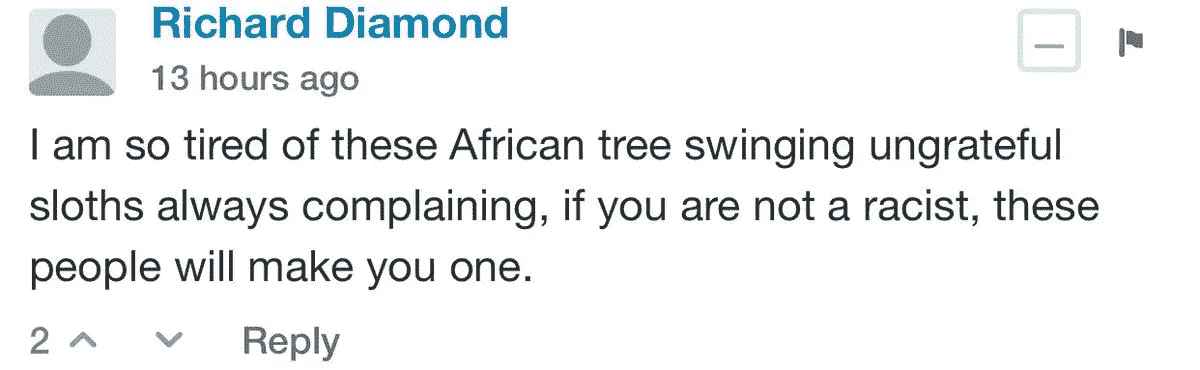 Richard Diamond
13 hours ago
I am so tired of these African tree swinging ungrateful
sloths always complaining, if you are not a racist, these
people will make you one.
2 Reply